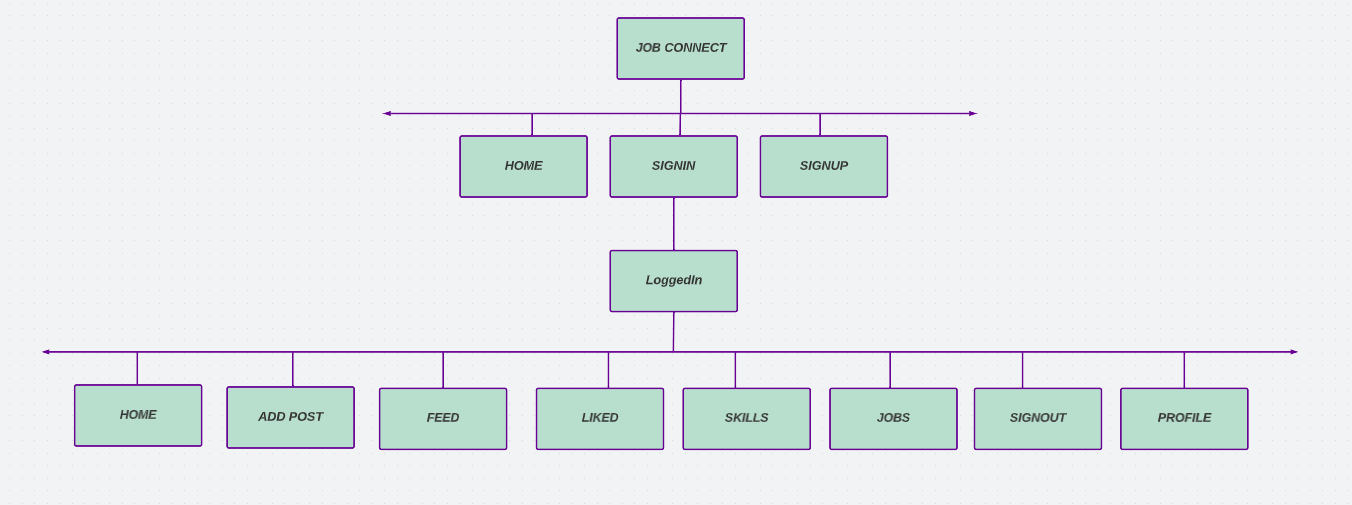 JOB CONNECT
HOME
SIGNIN
SIGNUP
LoggedIn
HOME
ADD POST
FEED
LIKED
SKILLS
JOBS
SIGNOUT
PROFILE